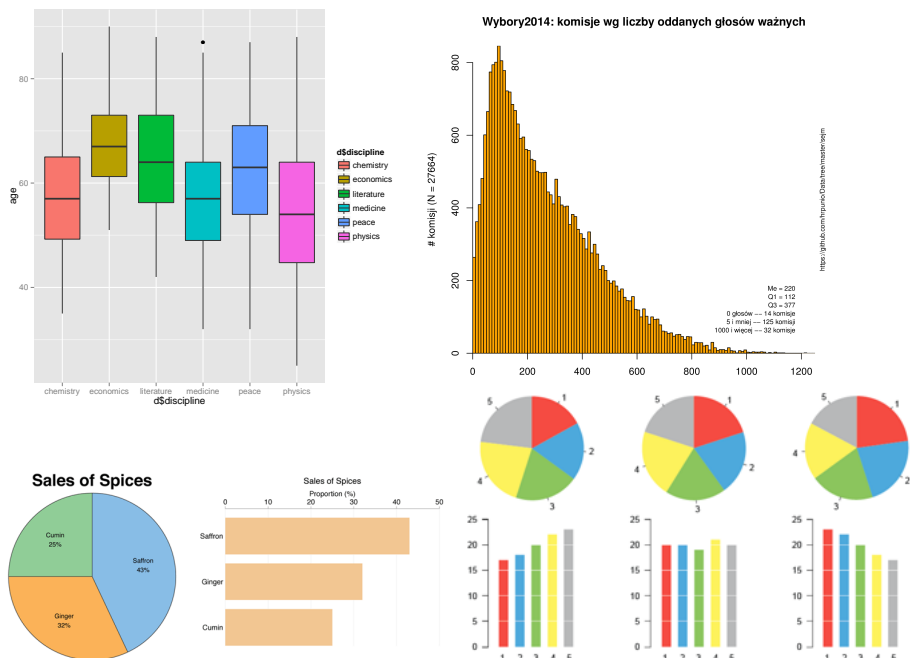 80
60
40
age
chemistry economics literature medicine peace physics
d$discipline
d$discipline
chemistry
economics
literature
medicine
peace
physics
Wybory2014: komisje wg liczby oddanych głosów ważnych
# komisji (N = 27664)
800
600
400
200
0
0 200 400 600 800 1000 1200
https://github.com/hrpunio/Data/tree/master/sejm
Me = 220
Q1 = 112
Q3 = 377
0 głosów –– 14 komisje
5 i mniej –– 125 komisji
1000 i więcej –– 32 komisje
Sales of Spices
Cumin
25%
Saffron
43%
Ginger
32%
Sales of Spices
Proportion (%)
0 10 20 30 40 50
Saffron
Ginger
Cumin
5 1
2
4
3
5 1
2
4
3
5 1
4
2
3
25
20
15
10
5
0
1 2 3 4 5
25
20
15
10
5
0
1 2 3 4 5
25
20
15
10
5
0
1 2 3 4 5